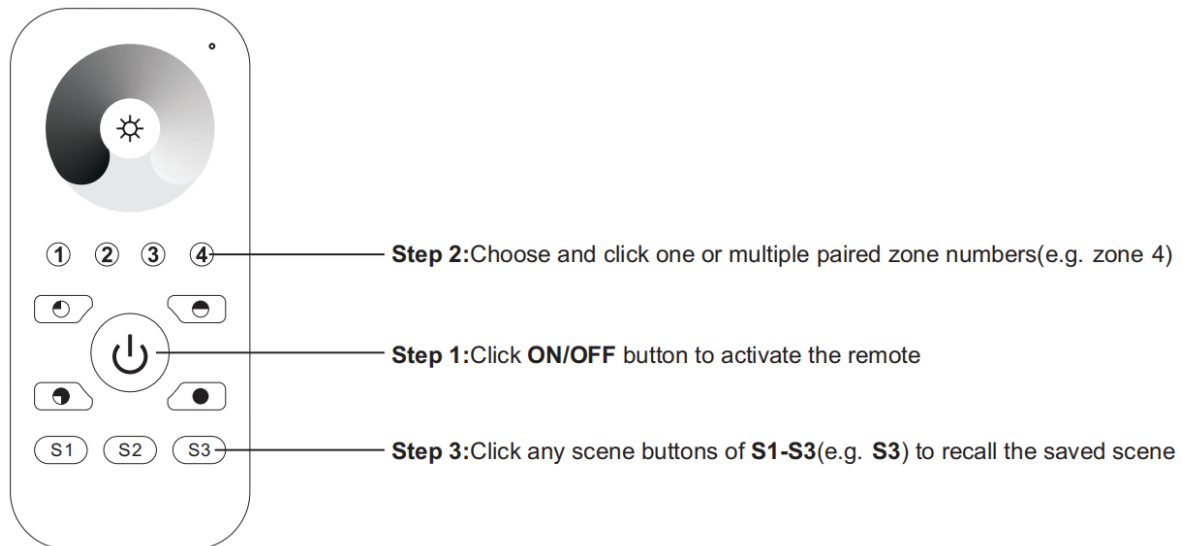 1 2 3 4
Step 2:Choose and click one or multiple paired zone numbers(e.g. zone 4)
Step 1:Click ON/OFF button to activate the remote
S1 S2 S3
Step 3:Click any scene buttons of S1-S3(e.g. S3) to recall the saved scene